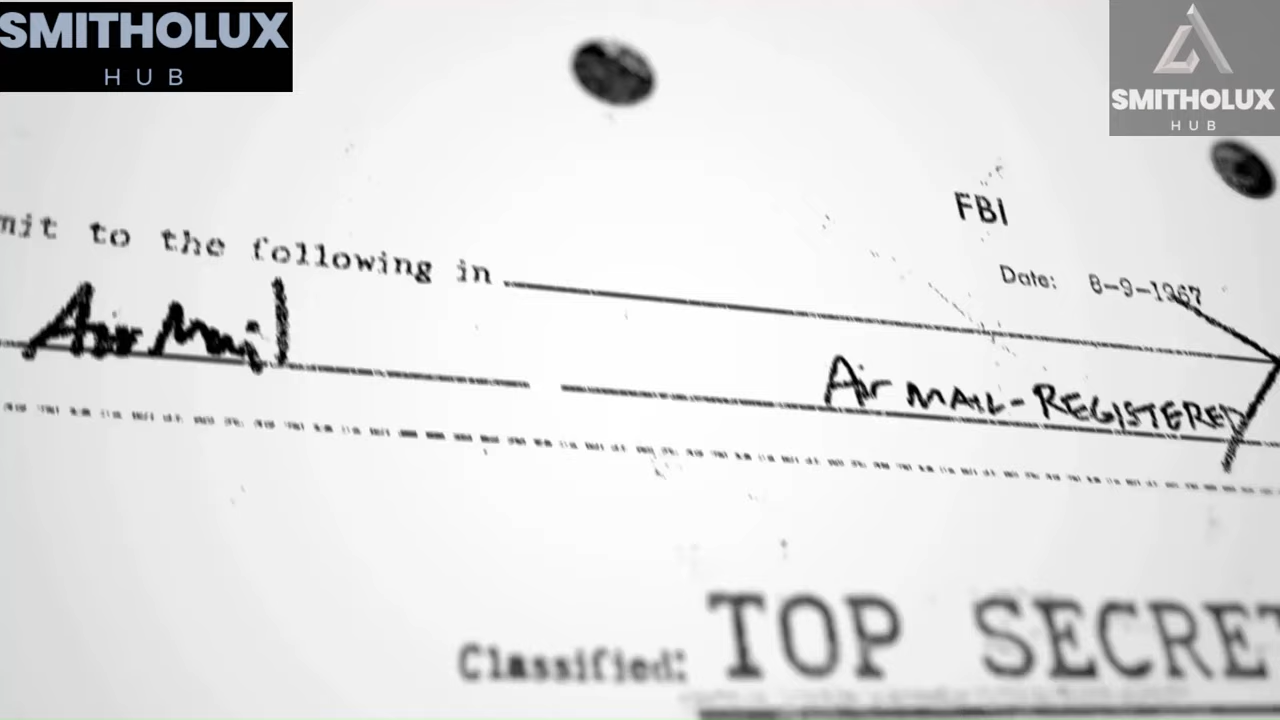 SMITHOLUX
HUB
SMITHOLUX
HUB
FBI
Date: 8-9-1967
mit to the following in
Air Mail
Air MAIL-REGISTERED
Classified: TOP SECRET